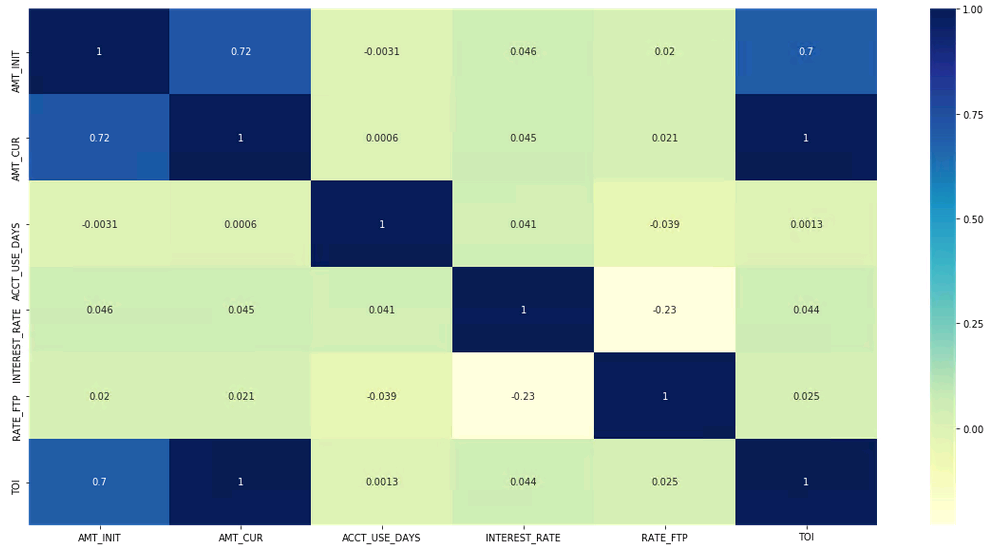 AMT_INIT 1 0.72 -0.0031 0.046 0.02 0.7
AMT_CUR 0.72 1 0.0006 0.045 0.021 1
ACCT_USE_DAYS -0.0031 0.0006 1 0.041 -0.039 0.0013
INTEREST_RATE 0.046 0.045 0.041 1 -0.23 0.044
RATE_FTP 0.02 0.021 -0.039 -0.23 1 0.025
TOI 0.7 1 0.0013 0.044 0.025 1
AMT_INIT AMT_CUR ACCT_USE_DAYS INTEREST_RATE RATE_FTP TOI
1.00
0.75
0.50
0.25
0.00